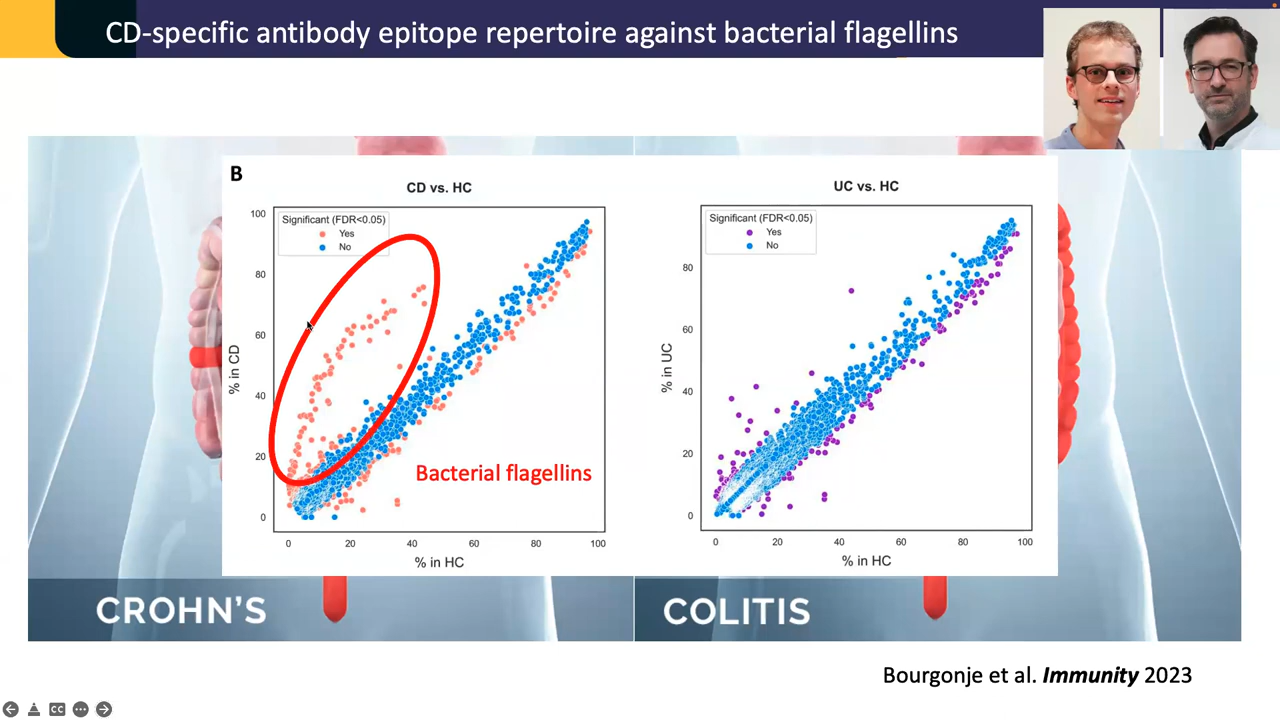 CD-specific antibody epitope repertoire against bacterial flagellins
B
CD vs. HC
Significant (FDR<0.05)
Yes
No
100
80
60
40
20
0
% in CD
0 20 40 60 80 100
% in HC
Bacterial flagellins
UC vs. HC
Significant (FDR<0.05)
Yes
No
80
60
40
20
0
% in UC
0 20 40 60 80 100
% in HC
CROHN'S
COLITIS
Bourgonje et al. Immunity 2023
CC